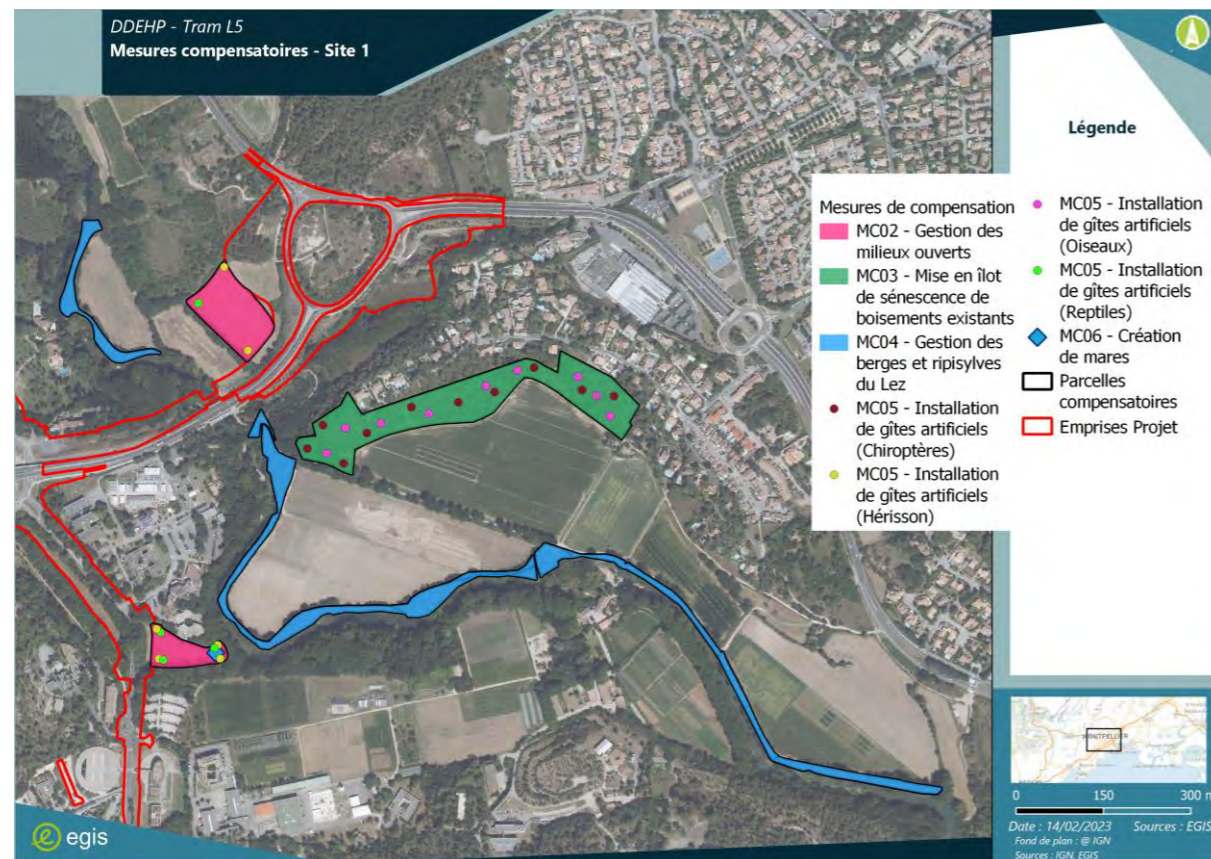 DDEHP - Tram L5
Mesures compensatoires - Site 1
Légende
Mesures de compensation
MC02 - Gestion des
milieux ouverts
MC03 - Mise en îlot
de sénescence de
boisements existants
MC04 - Gestion des
berges et ripisylves
du Lez
MC05 - Installation
de gîtes artificiels
(Chiroptères)
MC05 - Installation
de gîtes artificiels
(Hérisson)
MC05 - Installation
de gîtes artificiels
(Oiseaux)
MC05 - Installation
de gîtes artificiels
(Reptiles)
MC06 - Création
de mares
Parcelles
compensatoires
Emprises Projet
MONTPELLIER
0 150 300 m
Date : 14/02/2023 Sources : EGIS
Fond de plan : @ IGN
Sources : IGN, EGIS
egis